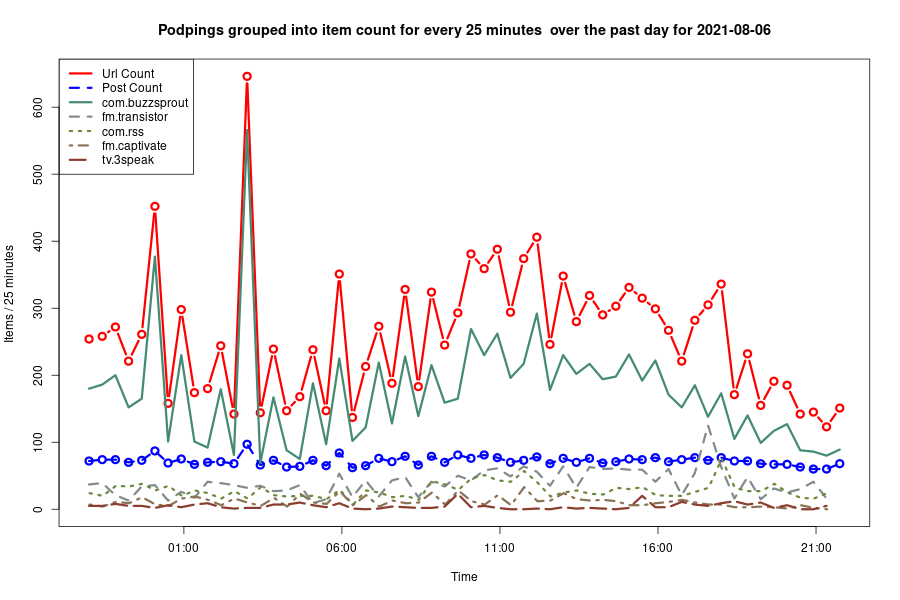 Podpings grouped into item count for every 25 minutes  over the past day for 2021-08-06
Url Count
Post Count
com.buzzsprout
fm.transistor
com.rss
fm.captivate
tv.3speak
Items / 25 minutes
600
500
400
300
200
100
0
01:00
06:00
11:00
16:00
21:00
Time